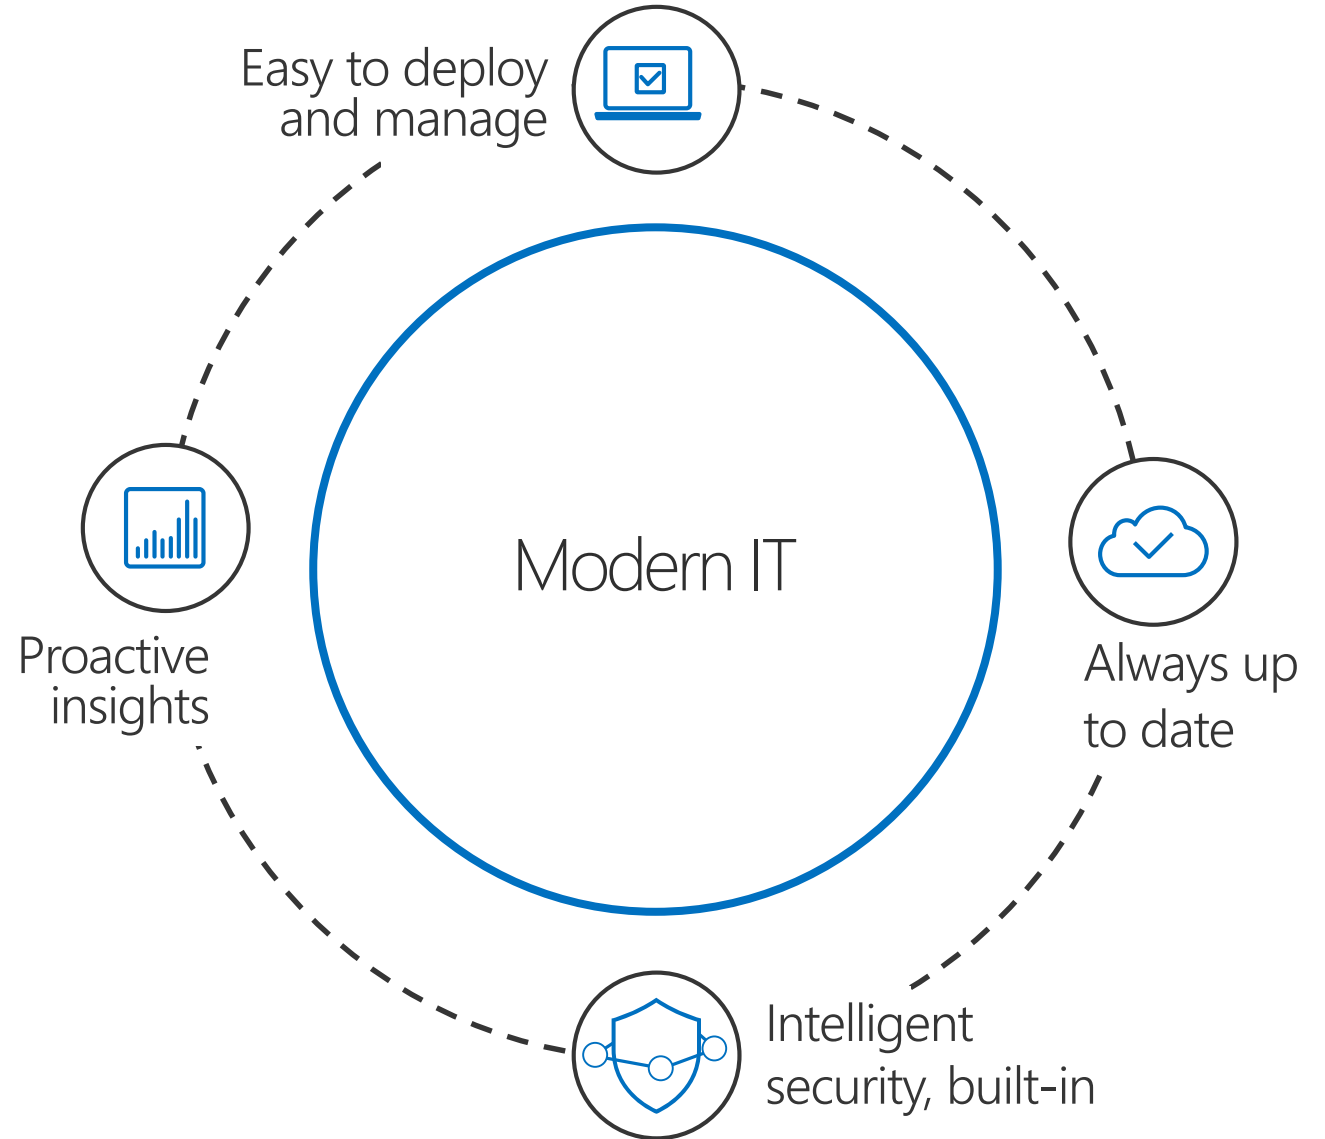 Easy to deploy
and manage
Modern IT
Proactive
insights
Always up
to date
Intelligent
security, built-in